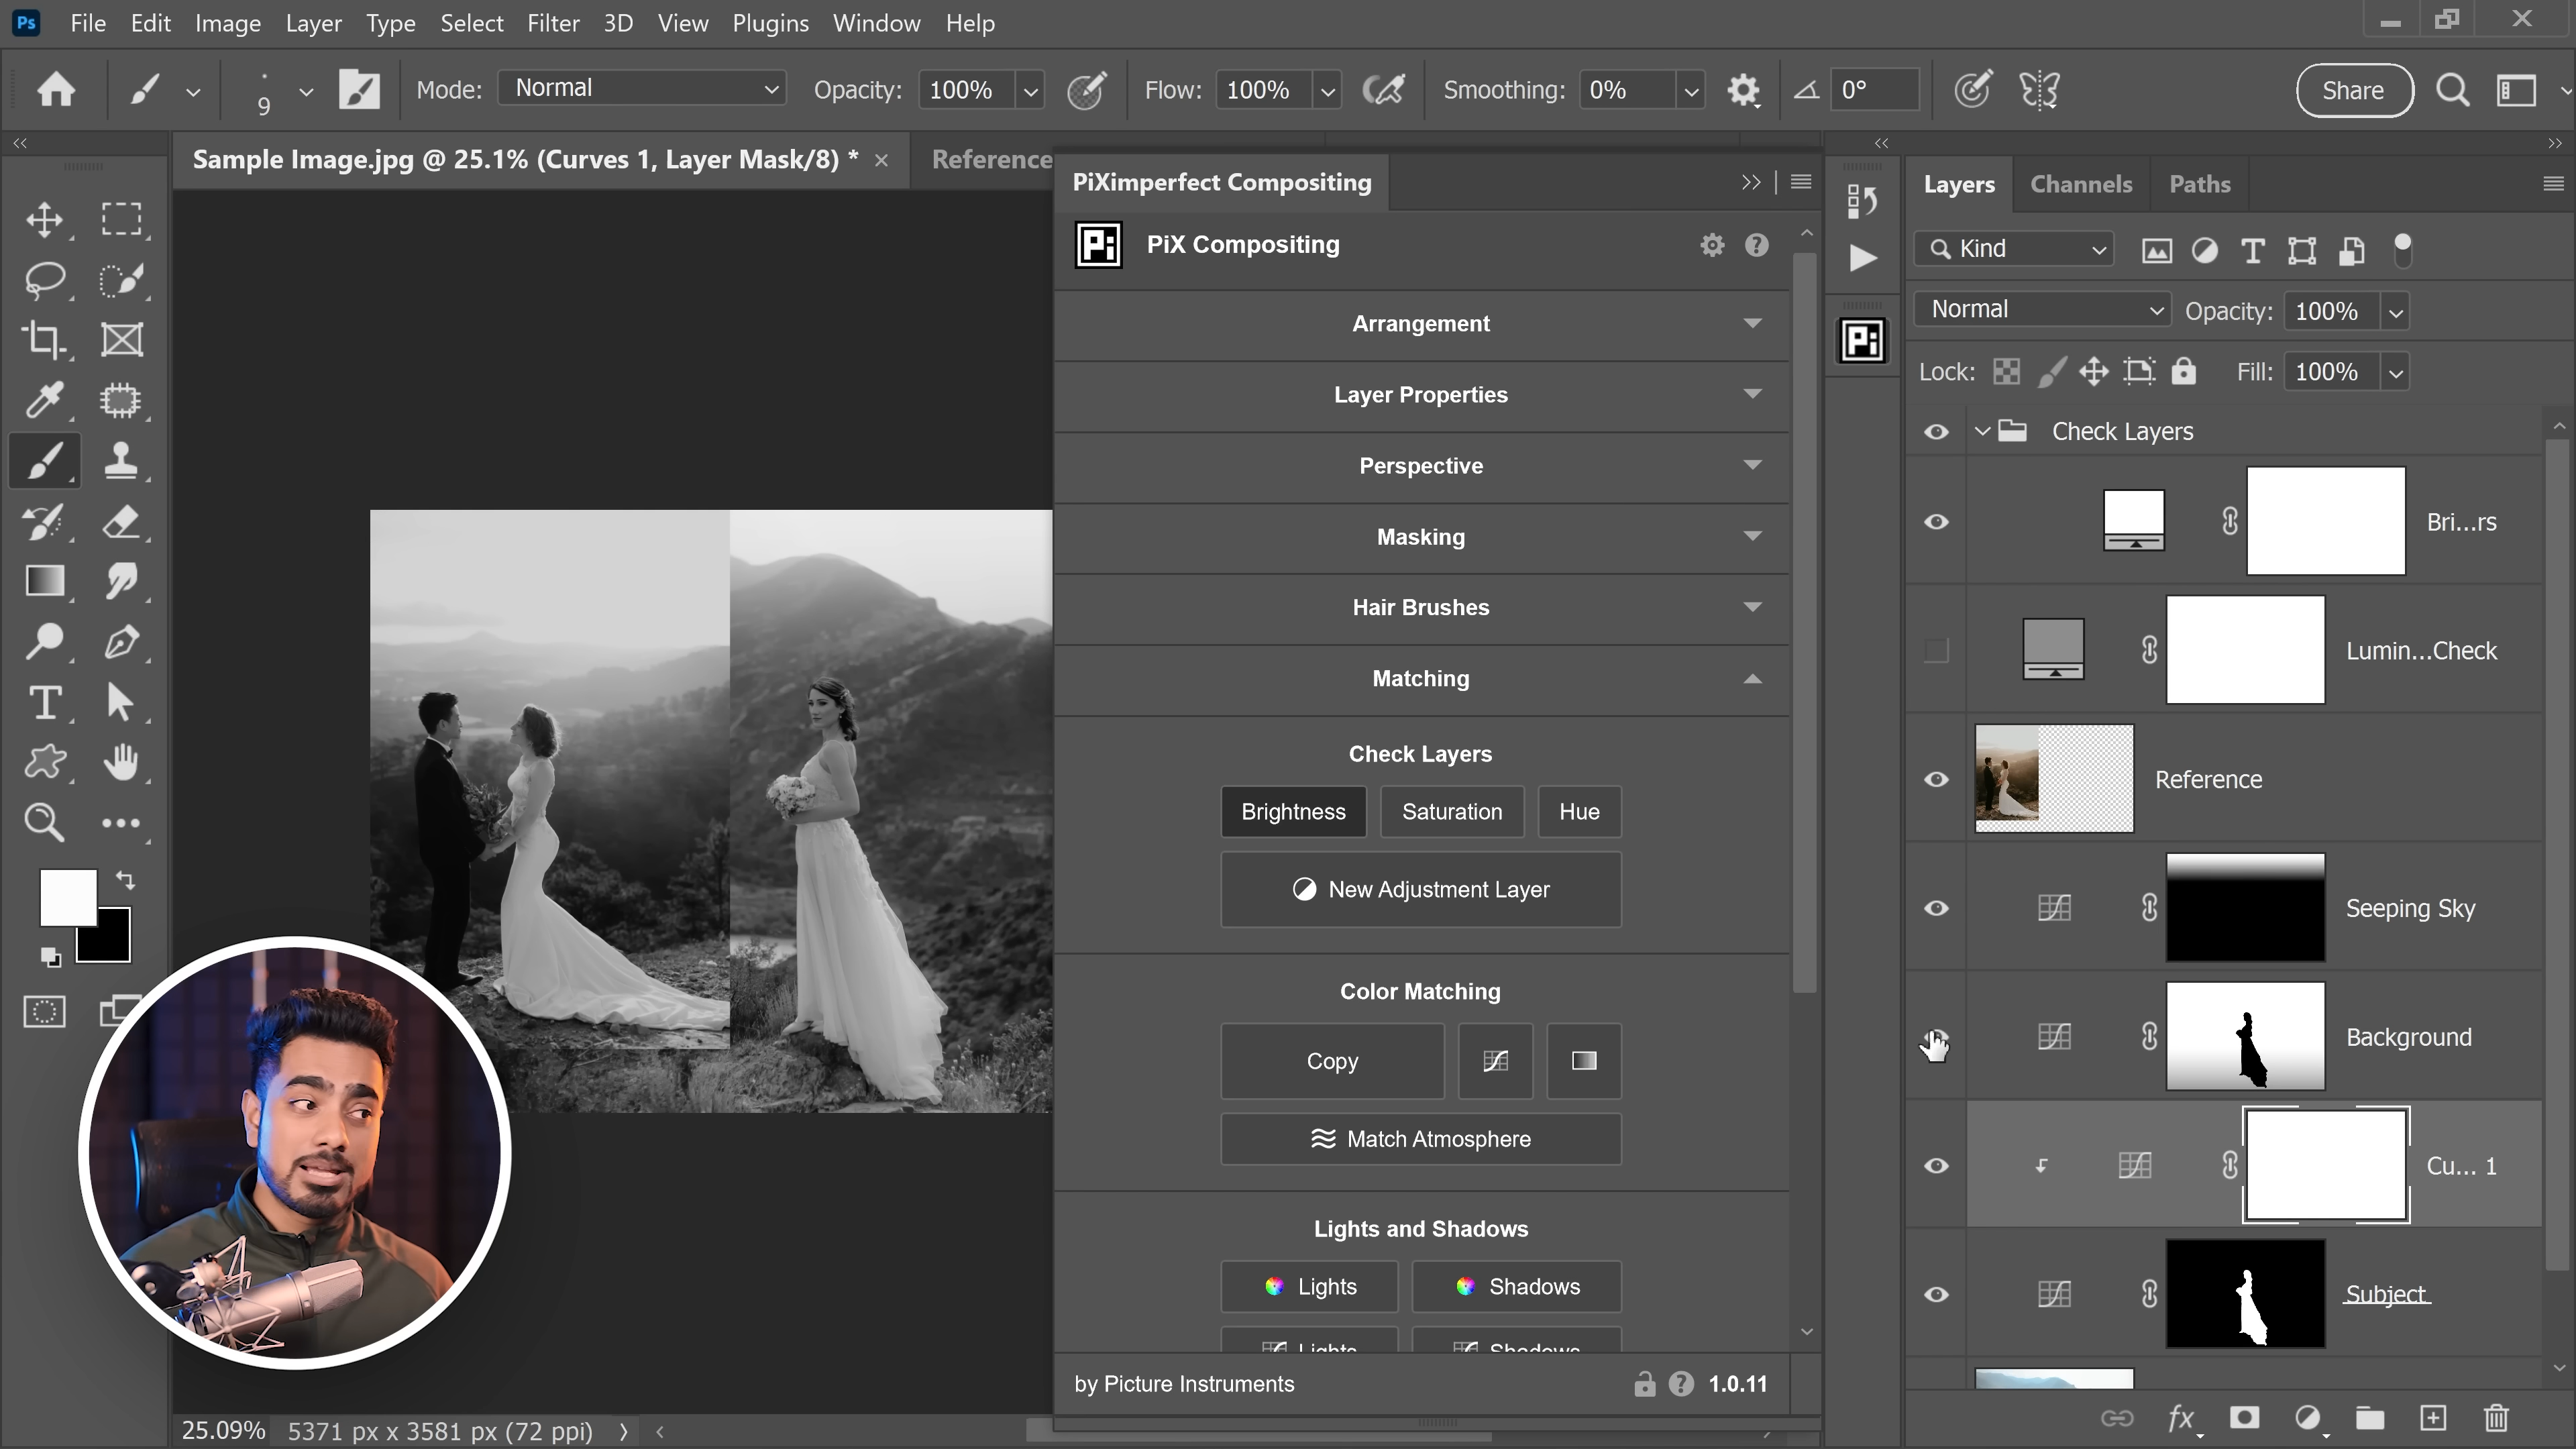 Ps File Edit Image Layer Type Select Filter 3D View Plugins Window Help
9 Mode: Normal Opacity: 100% Flow: 100% Smoothing: 0% 0° Share
Sample Image.jpg @ 25.1% (Curves 1, Layer Mask/8) * × Reference
PiXimperfect Compositing
Pi PiX Compositing
Arrangement
Layer Properties
Perspective
Masking
Hair Brushes
Matching
Check Layers
Brightness Saturation Hue
New Adjustment Layer
Color Matching
Copy
Match Atmosphere
Lights and Shadows
Lights Shadows
Lights Shadows
by Picture Instruments 1.0.11
Pi
Layers Channels Paths
Kind
Normal Opacity: 100%
Lock: Fill: 100%
Check Layers
Bri...rs
Lumin...Check
Reference
Seeping Sky
Background
Cu... 1
Subject
fx
25.09% 5371 px x 3581 px (72 ppi)